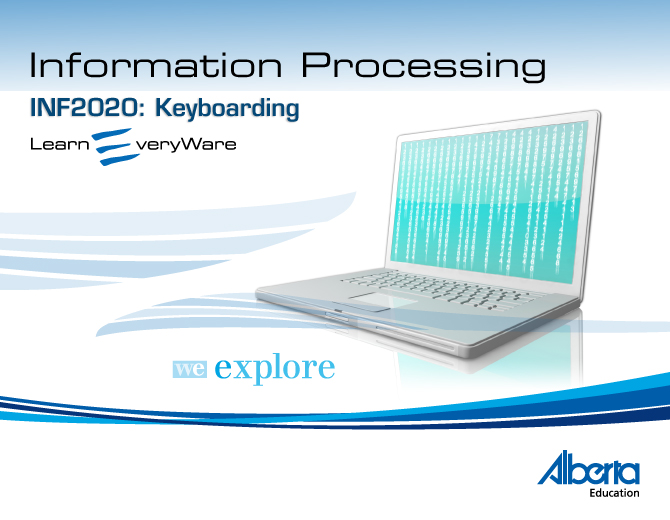 Information Processing
INF2020: Keyboarding
Learn EveryWare
we explore
Alberta
Education